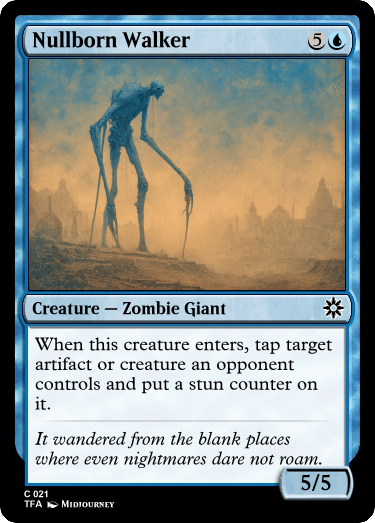 Nullborn Walker 5
Creature — Zombie Giant
When this creature enters, tap target
artifact or creature an opponent
controls and put a stun counter on
it.
It wandered from the blank places
where even nightmares dare not roam.
5/5
C 021
TFA Midjourney